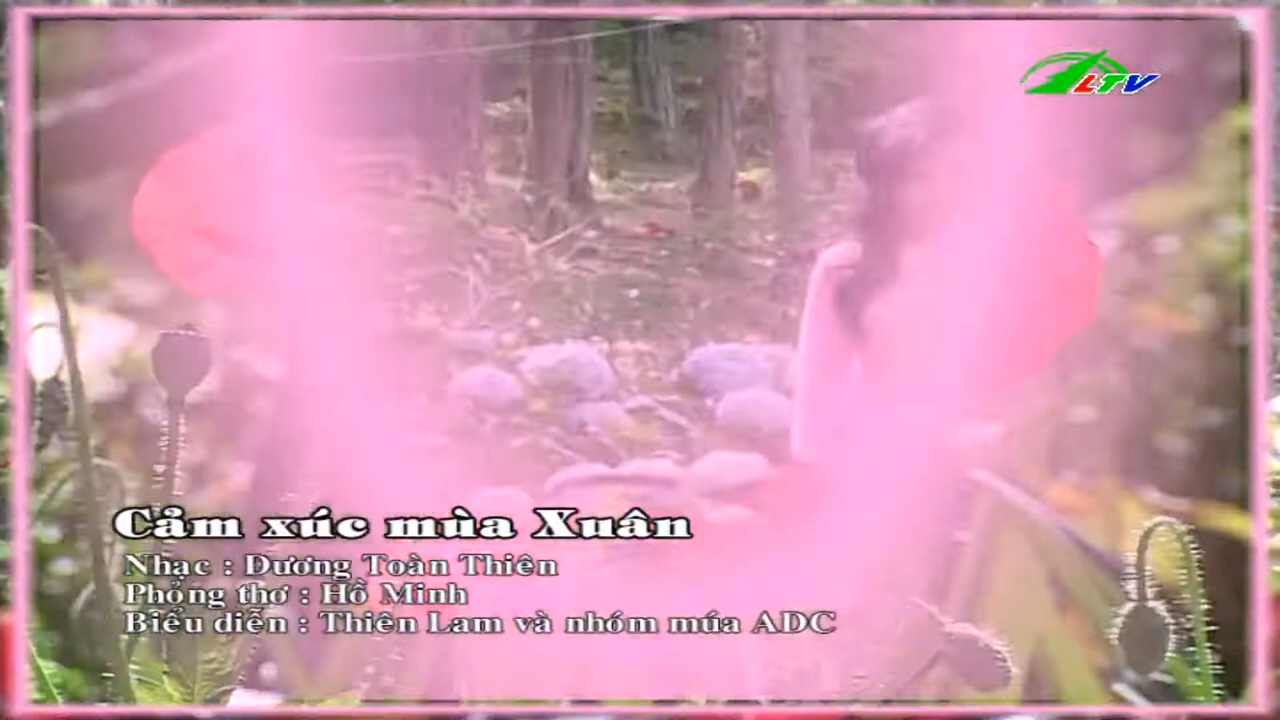 LTV
Cảm xúc mùa Xuân
Nhạc : Dương Toàn Thiên
Phỏng thơ : Hồ Minh
Biểu diễn : Thiên Lam và nhóm múa ADC